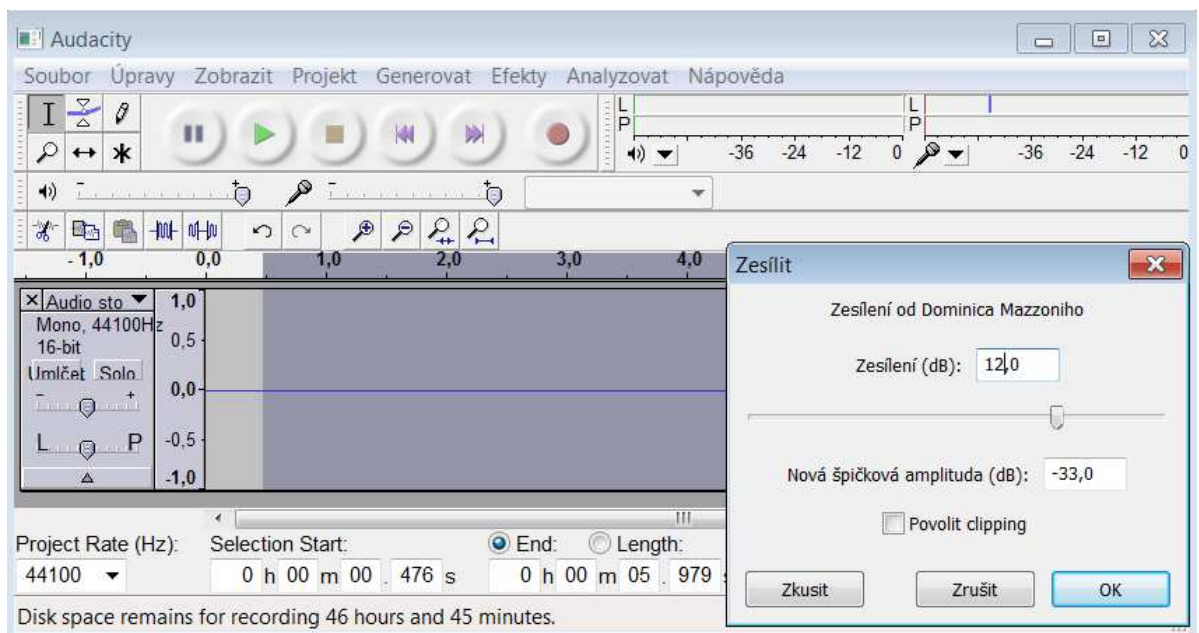 Audacity
Soubor Úpravy Zobrazit Projekt Generovat Efekty Analyzovat Nápověda
L
P
-36 -24 -12 0
L
P
-36 -24 -12 0
- 1,0 0,0 1,0 2,0 3,0 4,0
Audio sto
Mono, 44100Hz
16-bit
Umlčet Solo
- +
L P
1,0
0,5
0,0
-0,5
-1,0
Zesílit
Zesílení od Dominica Mazzoniho
Zesílení (dB): 12,0
Nová špičková amplituda (dB): -33,0
Povolit clipping
Zkusit Zrušit OK
Project Rate (Hz): Selection Start: End: Length:
44100 0 h 00 m 00 . 476 s 0 h 00 m 05 . 979
Disk space remains for recording 46 hours and 45 minutes.